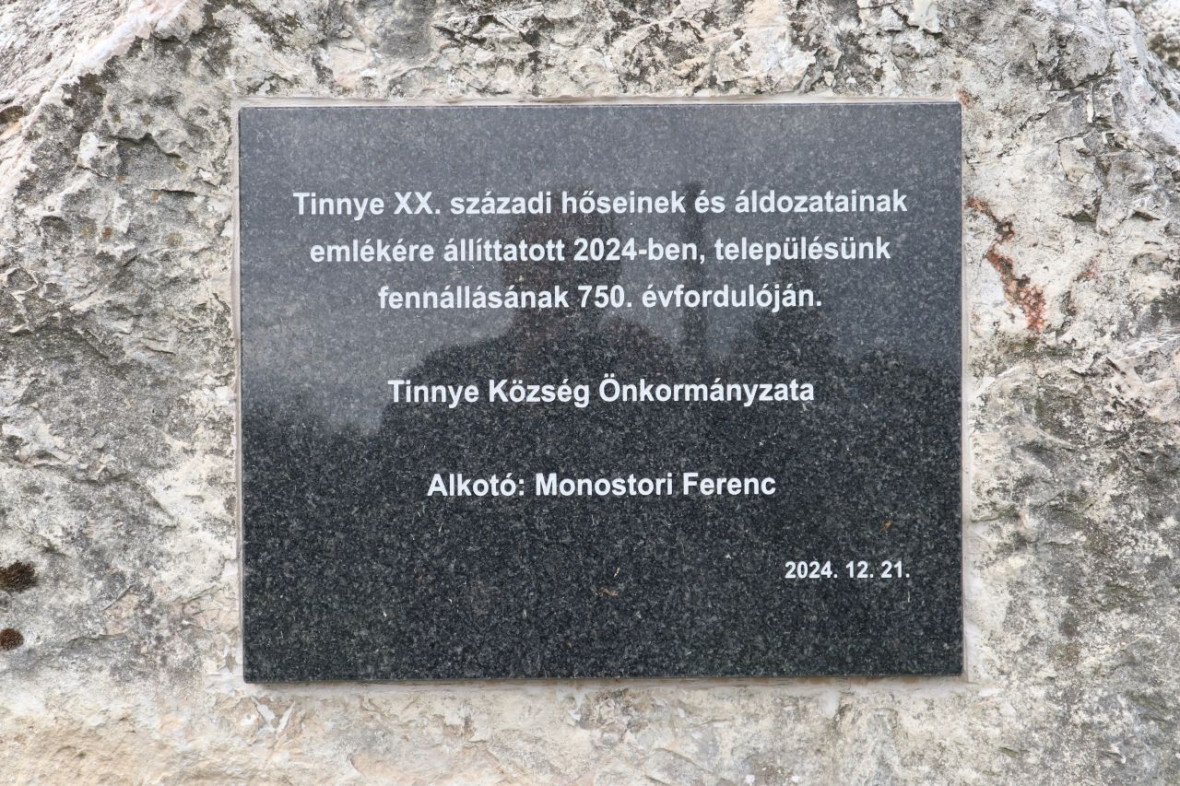 Tinnye XX. századi hőseinek és áldozatainak
emlékére állíttatott 2024-ben, településünk
fennállásának 750. évfordulóján.
Tinnye Község Önkormányzata
Alkotó: Monostori Ferenc
2024. 12. 21.